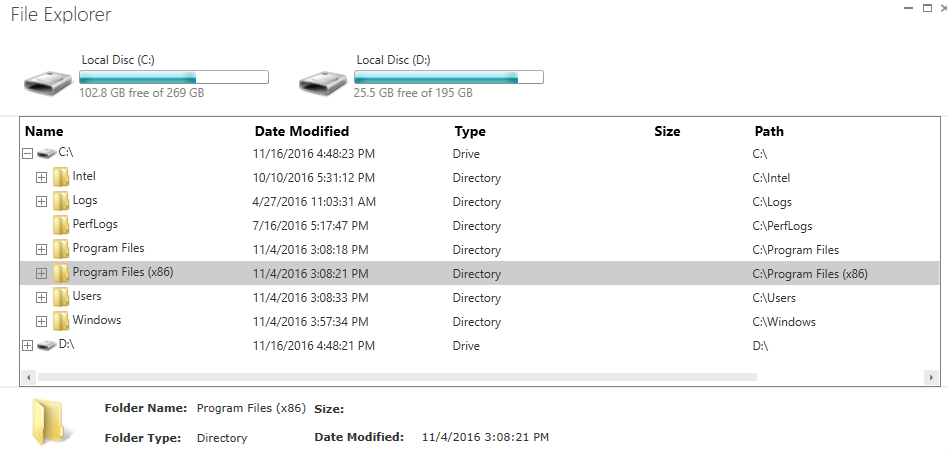 File Explorer
Local Disc (C:) Local Disc (D:)
102.8 GB free of 269 GB 25.5 GB free of 195 GB
Name Date Modified Type Size Path
C:\ 11/16/2016 4:48:23 PM Drive C:\
Intel 10/10/2016 5:31:12 PM Directory C:\Intel
Logs 4/27/2016 11:03:31 AM Directory C:\Logs
PerfLogs 7/16/2016 5:17:47 PM Directory C:\PerfLogs
Program Files 11/4/2016 3:08:18 PM Directory C:\Program Files
Program Files (x86) 11/4/2016 3:08:21 PM Directory C:\Program Files (x86)
Users 11/4/2016 3:08:33 PM Directory C:\Users
Windows 11/4/2016 3:57:34 PM Directory C:\Windows
D:\ 11/16/2016 4:48:21 PM Drive D:\
Folder Name: Program Files (x86) Size:
Folder Type: Directory Date Modified: 11/4/2016 3:08:21 PM